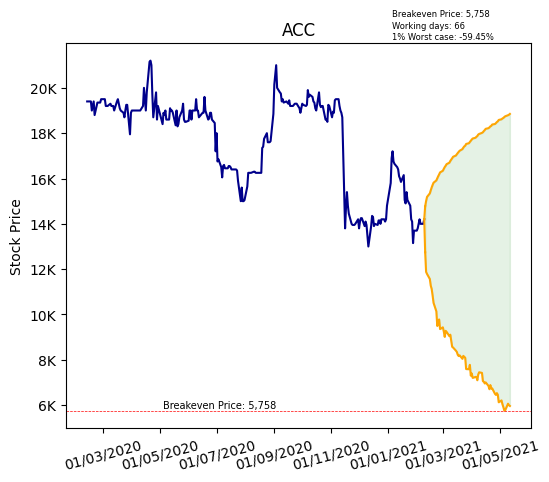 Breakeven Price: 5,758
Working days: 66
1% Worst case: -59.45%
ACC
Stock Price
20K
18K
16K
14K
12K
10K
8K
6K
Breakeven Price: 5,758
01/03/2020 01/05/2020 01/07/2020 01/09/2020 01/11/2020 01/01/2021 01/03/2021 01/05/2021